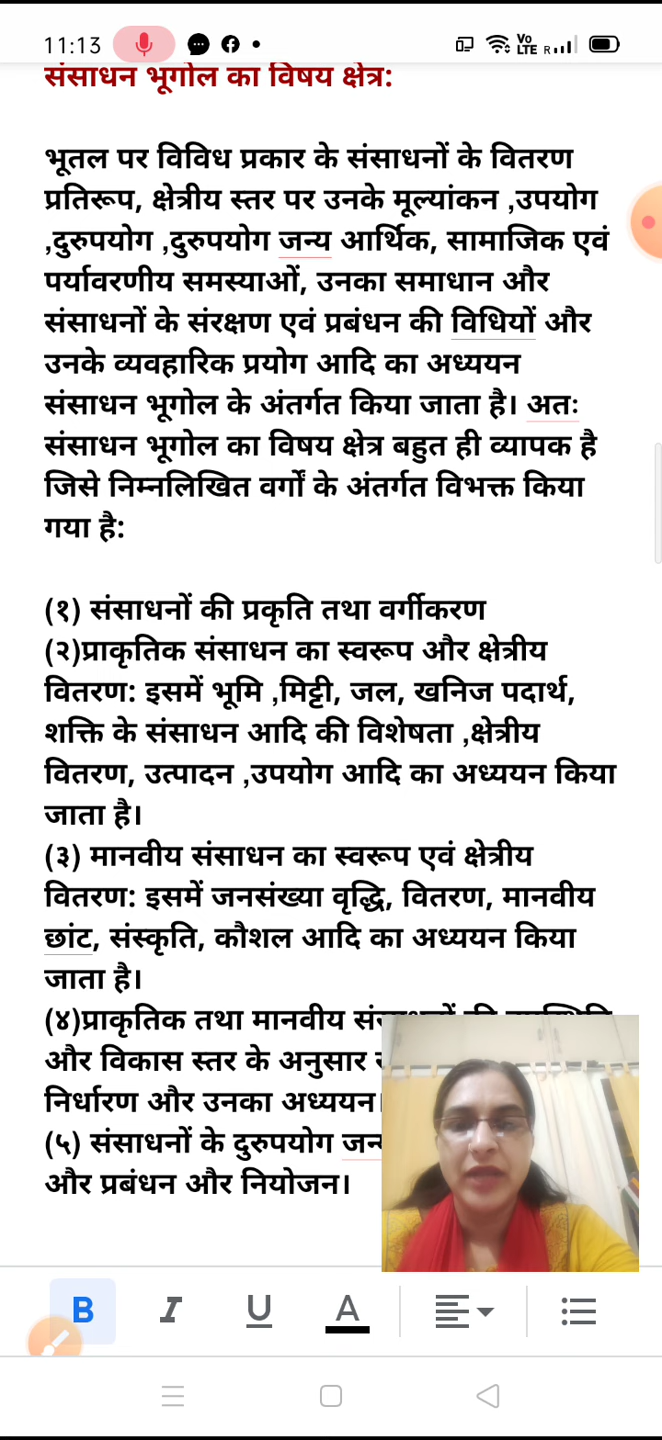 11:13
Vo
LTE R
संसाधन भूगोल का विषय क्षेत्र:
भूतल पर विविध प्रकार के संसाधनों के वितरण
प्रतिरूप, क्षेत्रीय स्तर पर उनके मूल्यांकन ,उपयोग
,दुरुपयोग ,दुरुपयोग जन्य आर्थिक, सामाजिक एवं
पर्यावरणीय समस्याओं, उनका समाधान और
संसाधनों के संरक्षण एवं प्रबंधन की विधियों और
उनके व्यवहारिक प्रयोग आदि का अध्ययन
संसाधन भूगोल के अंतर्गत किया जाता है। अतः
संसाधन भूगोल का विषय क्षेत्र बहुत ही व्यापक है
जिसे निम्नलिखित वर्गों के अंतर्गत विभक्त किया
गया है:
(१) संसाधनों की प्रकृति तथा वर्गीकरण
(२)प्राकृतिक संसाधन का स्वरूप और क्षेत्रीय
वितरण: इसमें भूमि ,मिट्टी, जल, खनिज पदार्थ,
शक्ति के संसाधन आदि की विशेषता ,क्षेत्रीय
वितरण, उत्पादन ,उपयोग आदि का अध्ययन किया
जाता है।
(३) मानवीय संसाधन का स्वरूप एवं क्षेत्रीय
वितरण: इसमें जनसंख्या वृद्धि, वितरण, मानवीय
छांट, संस्कृति, कौशल आदि का अध्ययन किया
जाता है।
(४)प्राकृतिक तथा मानवीय
और विकास स्तर के अनुसार
निर्धारण और उनका अध्ययन।
(५) संसाधनों के दुरुपयोग
और प्रबंधन और नियोजन।
B I U A